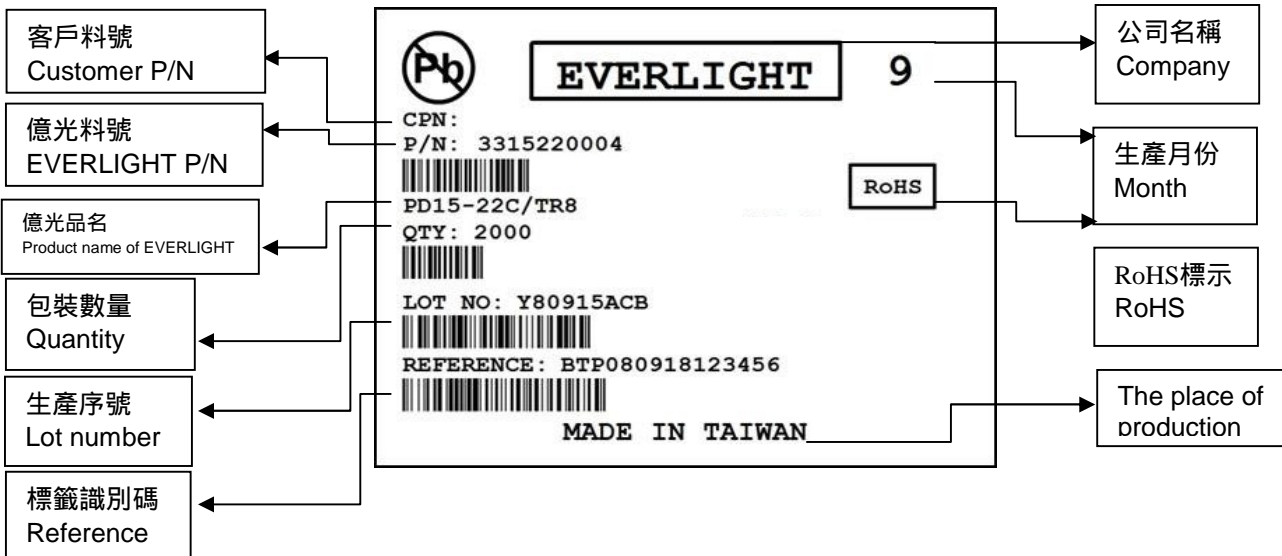 客戶料號
Customer P/N
億光料號
EVERLIGHT P/N
億光品名
Product name of EVERLIGHT
包裝數量
Quantity
生產序號
Lot number
標籤識別碼
Reference
Pb
EVERLIGHT
9
CPN:
P/N: 3315220004
RoHS
PD15-22C/TR8
QTY: 2000
LOT NO: Y80915ACB
REFERENCE: BTP080918123456
MADE IN TAIWAN
公司名稱
Company
生產月份
Month
RoHS標示
RoHS
The place of
production